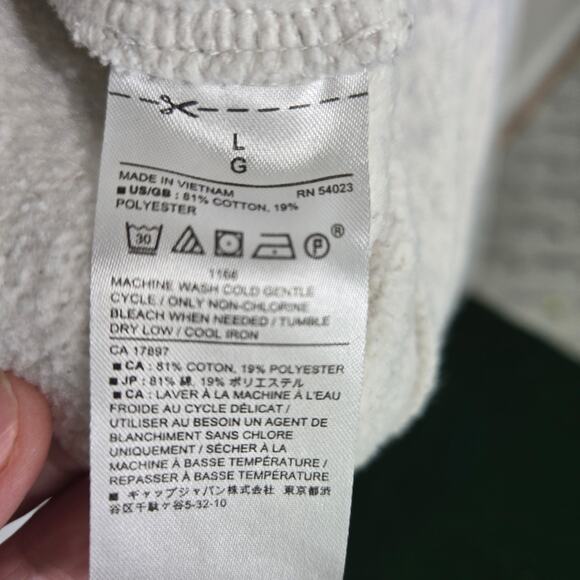 L
G
MADE IN VIETNAM RN 54023
■ US/GB : 81% COTTON, 19%
POLYESTER
30 P ®
1166
MACHINE WASH COLD GENTLE
CYCLE / ONLY NON-CHLORINE
BLEACH WHEN NEEDED / TUMBLE
DRY LOW / COOL IRON
CA 17897
■ CA : 81% COTON, 19% POLYESTER
■ JP : 81% 綿, 19% ポリエステル
■ CA : LAVER À LA MACHINE À L'EAU
FROIDE AU CYCLE DÉLICAT /
UTILISER AU BESOIN UN AGENT DE
BLANCHIMENT SANS CHLORE
UNIQUEMENT / SÉCHER À LA
MACHINE À BASSE TEMPÉRATURE /
REPASSER À BASSE TEMPÉRATURE
■ ギャップジャパン株式会社 東京都渋
谷区千駄ヶ谷5-32-10